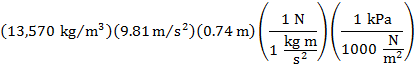 (13,570 kg/m³)(9.81 m/s²)(0.74 m)(1 N / 1 kg m/s²)(1 kPa / 1000 N/m²)